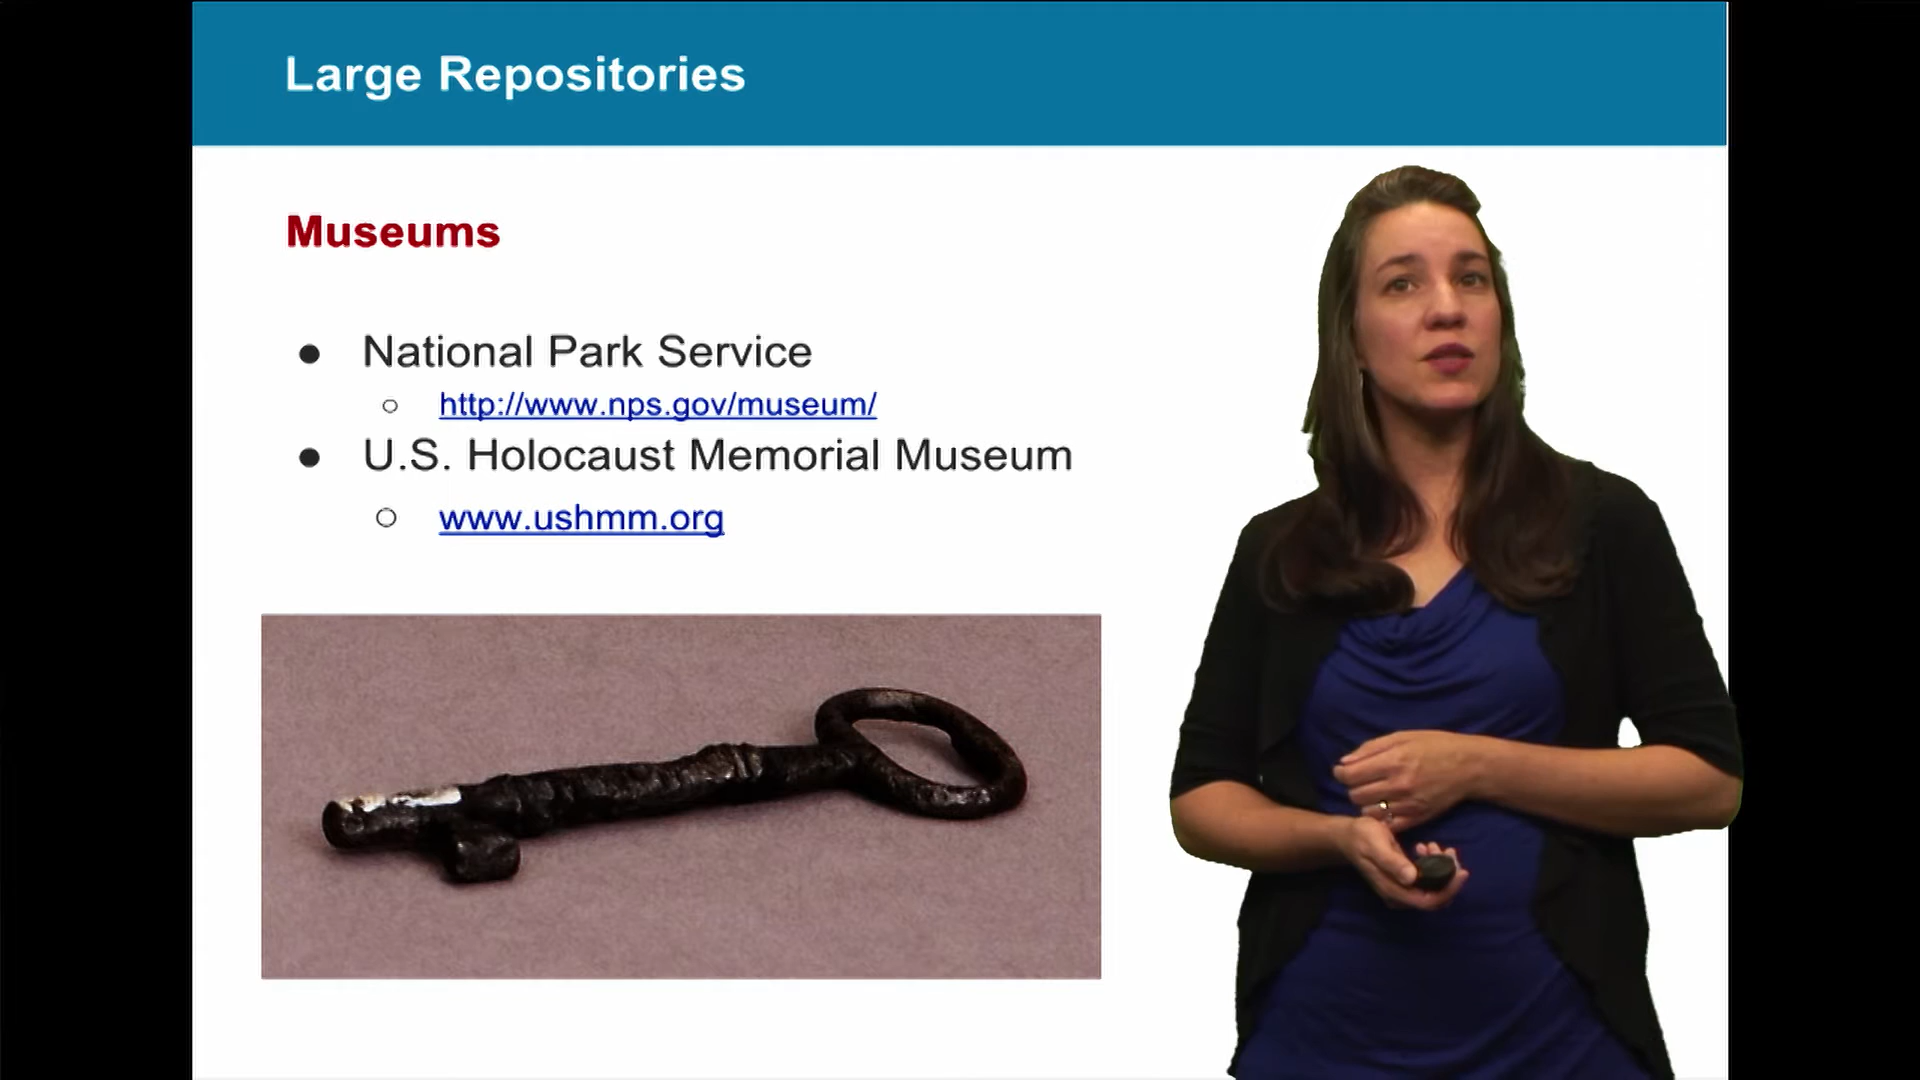 Large Repositories
Museums
● National Park Service
○ http://www.nps.gov/museum/
● U.S. Holocaust Memorial Museum
○ www.ushmm.org